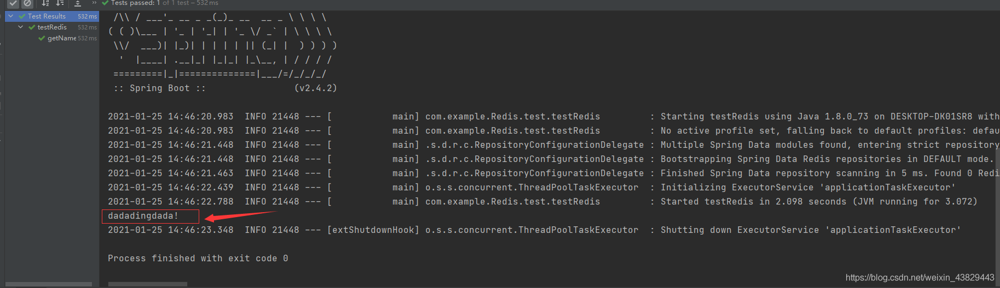 Tests passed: 1 of 1 test – 532 ms
Test Results 532 ms
testRedis 532 ms
getName 532 ms
  /\\ / ___'_ __ _ _(_)_ __  __ _ \ \ \ \
( ( )\___ | '_ | '_| | '_ \/ _` | \ \ \ \
 \\/  ___)| |_)| | | | | || (_| |  ) ) ) )
  '  |____| .__|_| |_|_| |_\__, | / / / /
 =========|_|==============|___/=/_/_/_/
 :: Spring Boot ::                (v2.4.2)
2021-01-25 14:46:20.983  INFO 21448 --- [           main] com.example.Redis.test.testRedis         : Starting testRedis using Java 1.8.0_73 on DESKTOP-DK01SR8 with
2021-01-25 14:46:20.983  INFO 21448 --- [           main] com.example.Redis.test.testRedis         : No active profile set, falling back to default profiles: defau
2021-01-25 14:46:21.448  INFO 21448 --- [           main] .s.d.r.c.RepositoryConfigurationDelegate : Multiple Spring Data modules found, entering strict repository
2021-01-25 14:46:21.448  INFO 21448 --- [           main] .s.d.r.c.RepositoryConfigurationDelegate : Bootstrapping Spring Data Redis repositories in DEFAULT mode.
2021-01-25 14:46:21.463  INFO 21448 --- [           main] .s.d.r.c.RepositoryConfigurationDelegate : Finished Spring Data repository scanning in 5 ms. Found 0 Redi
2021-01-25 14:46:22.439  INFO 21448 --- [           main] o.s.s.concurrent.ThreadPoolTaskExecutor  : Initializing ExecutorService 'applicationTaskExecutor'
2021-01-25 14:46:22.788  INFO 21448 --- [           main] com.example.Redis.test.testRedis         : Started testRedis in 2.098 seconds (JVM running for 3.072)
dadadingdada!
2021-01-25 14:46:23.348  INFO 21448 --- [extShutdownHook] o.s.s.concurrent.ThreadPoolTaskExecutor  : Shutting down ExecutorService 'applicationTaskExecutor'
Process finished with exit code 0
https://blog.csdn.net/weixin_43829443